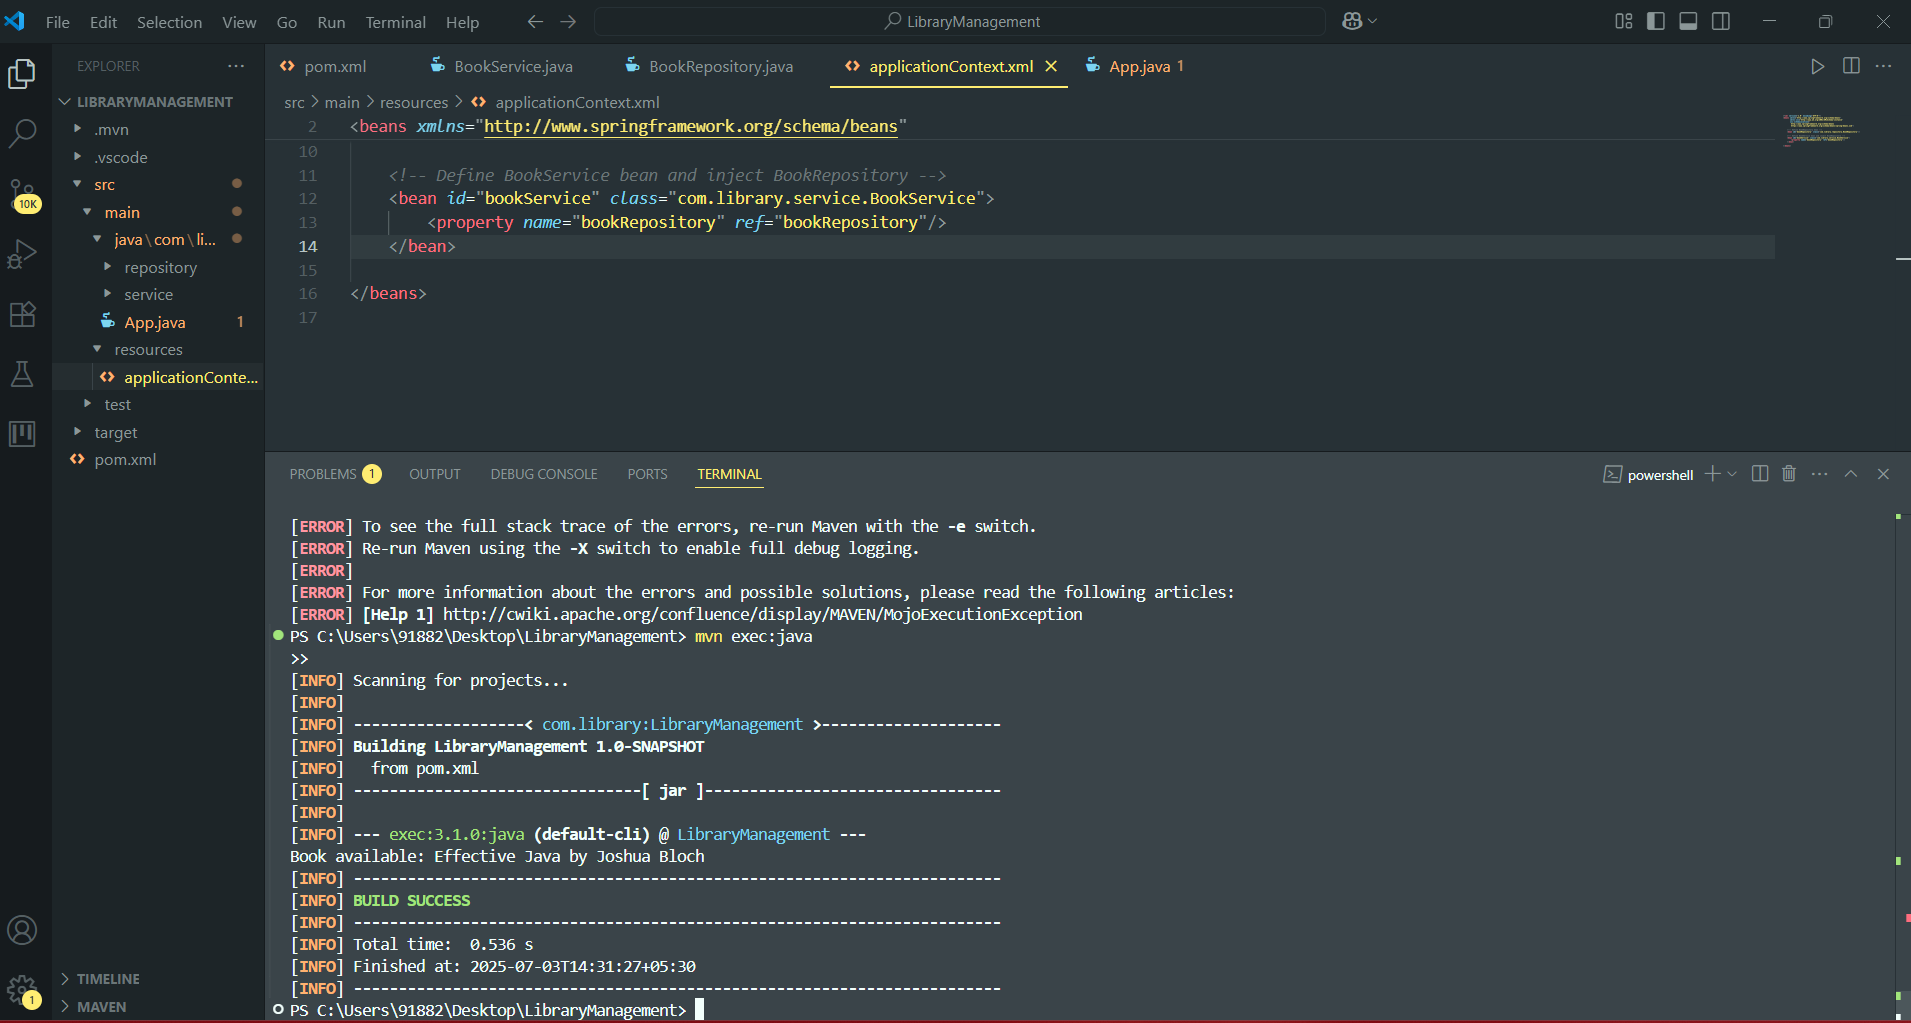 File Edit Selection View Go Run Terminal Help
LibraryManagement
EXPLORER
LIBRARYMANAGEMENT
.mvn
.vscode
src
main
java\com\li...
repository
service
App.java 1
resources
applicationConte...
test
target
pom.xml
TIMELINE
MAVEN
10K
1
pom.xml BookService.java BookRepository.java applicationContext.xml App.java 1
src > main > resources > applicationContext.xml
2 <beans xmlns="http://www.springframework.org/schema/beans"
10
11 <!-- Define BookService bean and inject BookRepository -->
12 <bean id="bookService" class="com.library.service.BookService">
13 <property name="bookRepository" ref="bookRepository"/>
14 </bean>
15
16 </beans>
17
PROBLEMS 1 OUTPUT DEBUG CONSOLE PORTS TERMINAL
powershell
[ERROR] To see the full stack trace of the errors, re-run Maven with the -e switch.
[ERROR] Re-run Maven using the -X switch to enable full debug logging.
[ERROR]
[ERROR] For more information about the errors and possible solutions, please read the following articles:
[ERROR] [Help 1] http://cwiki.apache.org/confluence/display/MAVEN/MojoExecutionException
PS C:\Users\91882\Desktop\LibraryManagement> mvn exec:java
>>
[INFO] Scanning for projects...
[INFO]
[INFO] -------------------< com.library:LibraryManagement >--------------------
[INFO] Building LibraryManagement 1.0-SNAPSHOT
[INFO]   from pom.xml
[INFO] --------------------------------[ jar ]---------------------------------
[INFO]
[INFO] --- exec:3.1.0:java (default-cli) @ LibraryManagement ---
Book available: Effective Java by Joshua Bloch
[INFO] ------------------------------------------------------------------------
[INFO] BUILD SUCCESS
[INFO] ------------------------------------------------------------------------
[INFO] Total time:  0.536 s
[INFO] Finished at: 2025-07-03T14:31:27+05:30
[INFO] ------------------------------------------------------------------------
PS C:\Users\91882\Desktop\LibraryManagement>